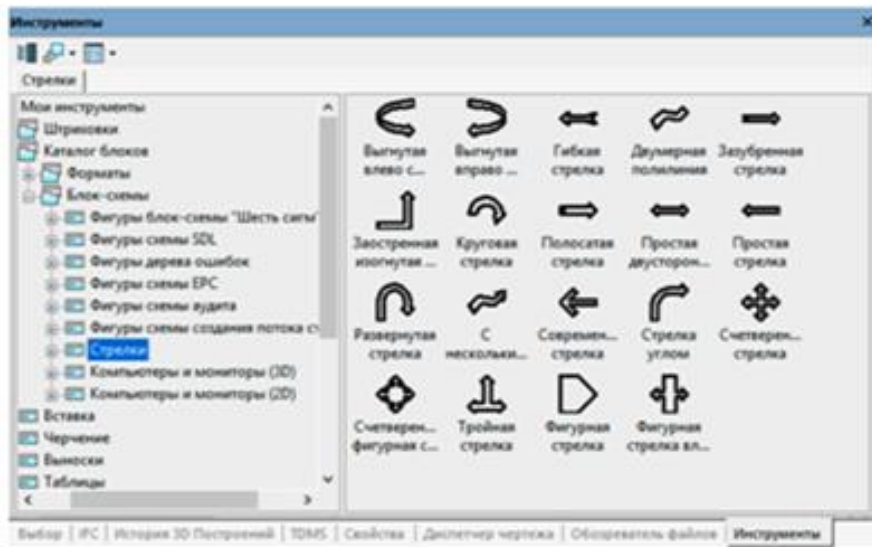 Инструменты
Стрелки
Мои инструменты
Штриховки
Каталог блоков
Форматы
Блок-схемы
Фигуры блок-схемы "Шесть сигм"
Фигуры схемы SDL
Фигуры дерева ошибок
Фигуры схемы EPC
Фигуры схемы аудита
Фигуры схемы создания потока с
Стрелки
Компьютеры и мониторы (3D)
Компьютеры и мониторы (2D)
Вставка
Черчение
Выноски
Таблицы
Выгнутая влево с...
Выгнутая вправо ...
Гибкая стрелка
Двумерная полилиния
Зазубренная стрелка
Заостренная изогнутая ...
Круговая стрелка
Полосатая стрелка
Простая двусторон...
Простая стрелка
Развернутая стрелка
С нескольки...
Современ... стрелка
Стрелка углом
Счетверен... стрелка
Счетверен... фигурная с...
Тройная стрелка
Фигурная стрелка
Фигурная стрелка вл...
Выбор | IFC | История 3D Построений | TDMS | Свойства | Диспетчер чертежа | Обозреватель файлов | Инструменты